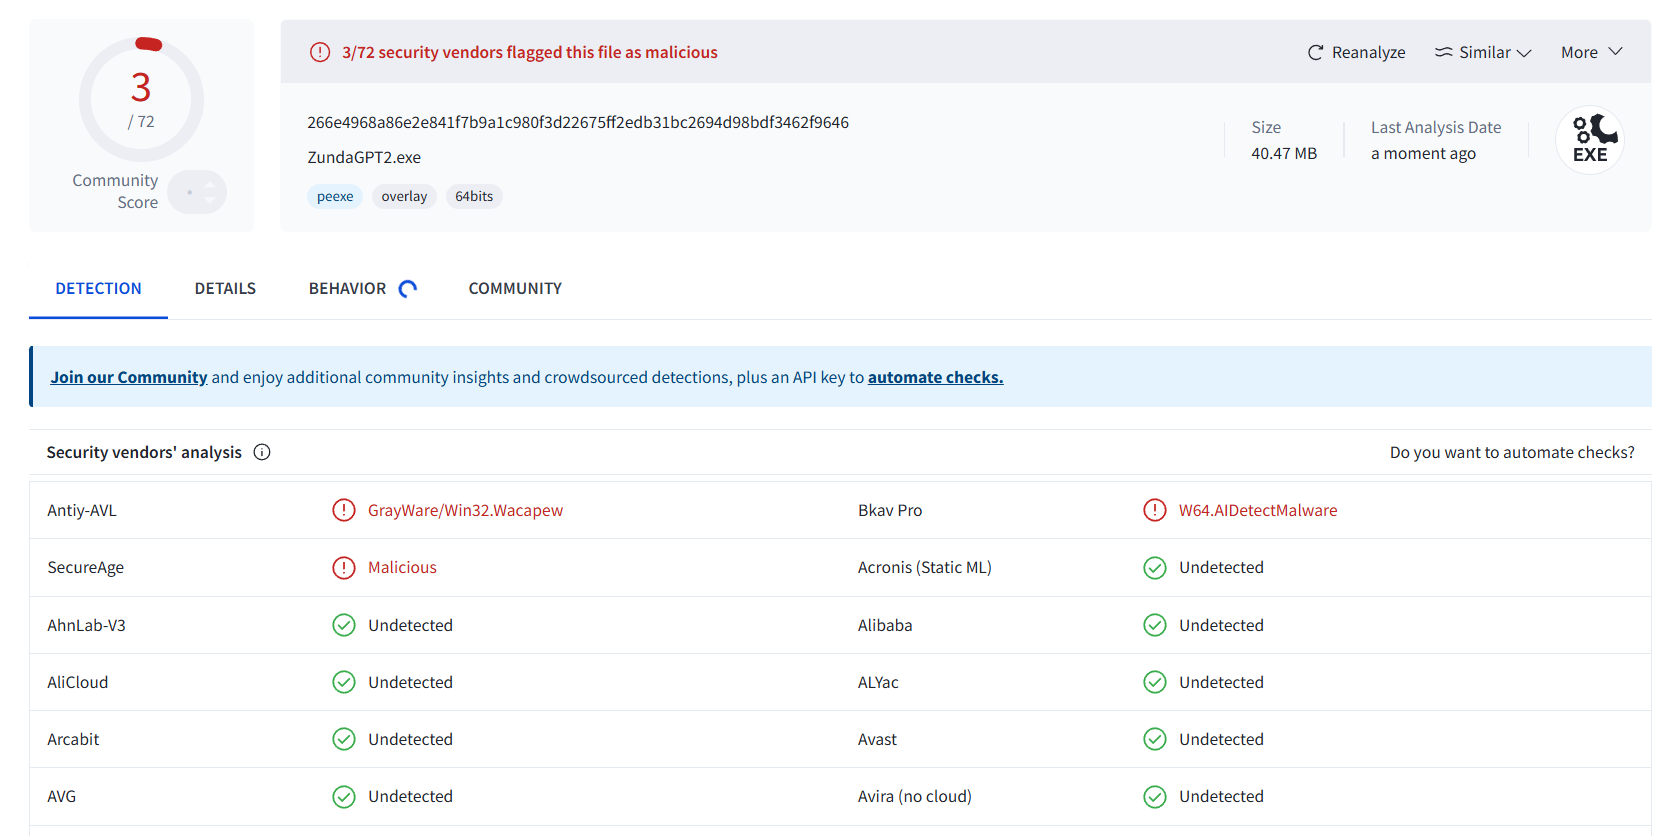 3
/ 72
Community
Score
3/72 security vendors flagged this file as malicious
Reanalyze
Similar
More
266e4968a86e2e841f7b9a1c980f3d22675ff2edb31bc2694d98bdf3462f9646
ZundaGPT2.exe
peexe overlay 64bits
Size
40.47 MB
Last Analysis Date
a moment ago
EXE
DETECTION DETAILS BEHAVIOR COMMUNITY
Join our Community and enjoy additional community insights and crowdsourced detections, plus an API key to automate checks.
Security vendors' analysis Do you want to automate checks?
Antiy-AVL GrayWare/Win32.Wacapew Bkav Pro W64.AIDetectMalware
SecureAge Malicious Acronis (Static ML) Undetected
AhnLab-V3 Undetected Alibaba Undetected
AliCloud Undetected ALYac Undetected
Arcabit Undetected Avast Undetected
AVG Undetected Avira (no cloud) Undetected